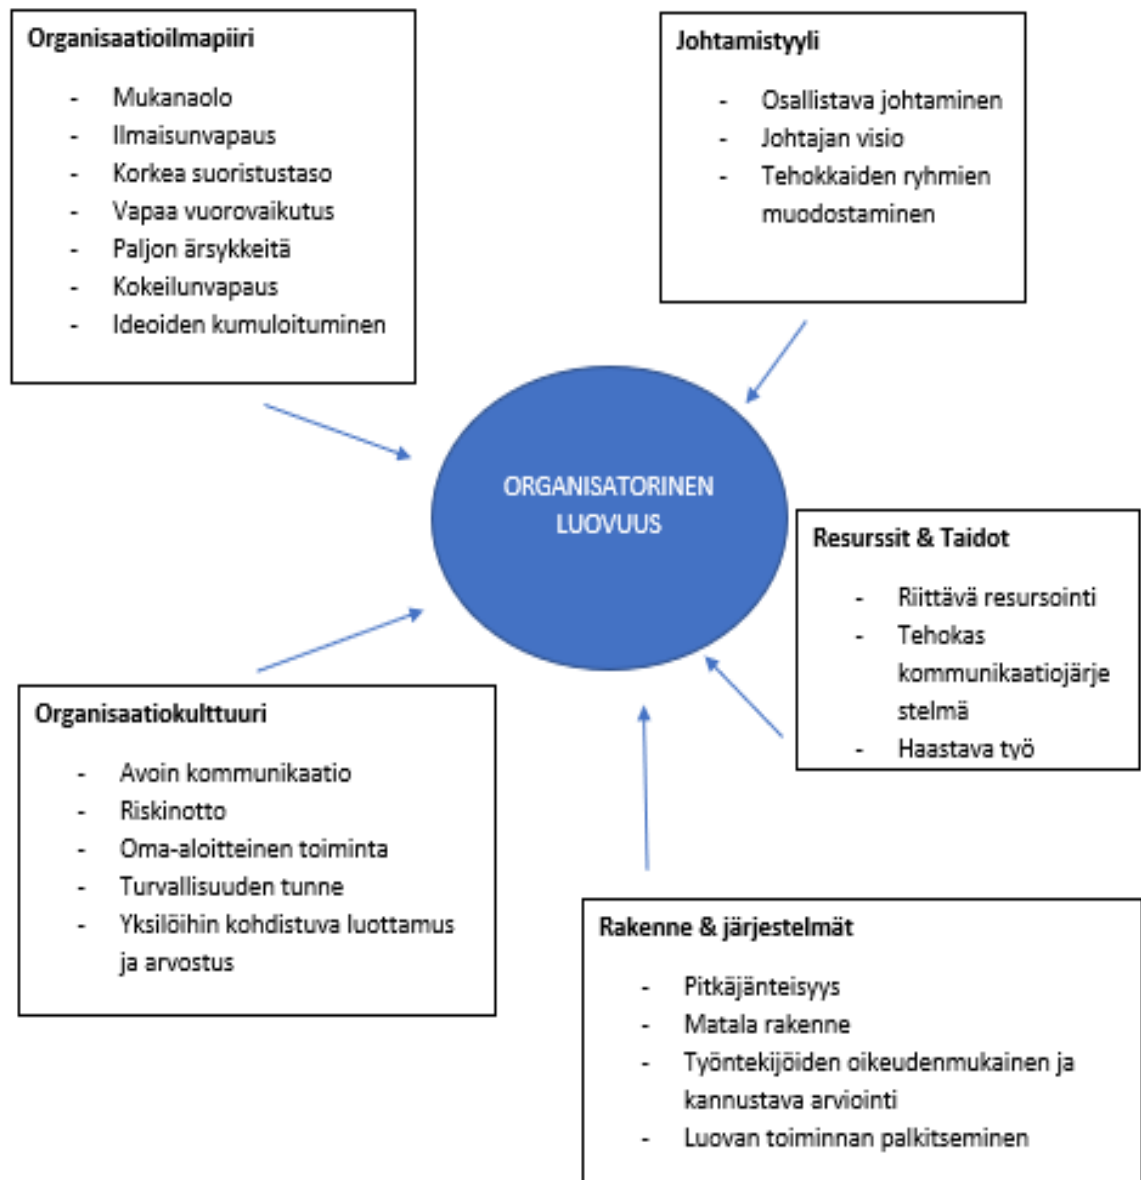 Organisaatioilmapiiri
- Mukanaolo
- Ilmaisunvapaus
- Korkea suoristustaso
- Vapaa vuorovaikutus
- Paljon ärsykkeitä
- Kokeilunvapaus
- Ideoiden kumuloituminen
Johtamistyyli
- Osallistava johtaminen
- Johtajan visio
- Tehokkaiden ryhmien
muodostaminen
ORGANISATORINEN
LUOVUUS
Resurssit & Taidot
- Riittävä resursointi
- Tehokas
kommunikaatiojärje
stelmä
- Haastava työ
Organisaatiokulttuuri
- Avoin kommunikaatio
- Riskinotto
- Oma-aloitteinen toiminta
- Turvallisuuden tunne
- Yksilöihin kohdistuva luottamus
ja arvostus
Rakenne & järjestelmät
- Pitkäjänteisyys
- Matala rakenne
- Työntekijöiden oikeudenmukainen ja
kannustava arviointi
- Luovan toiminnan palkitseminen